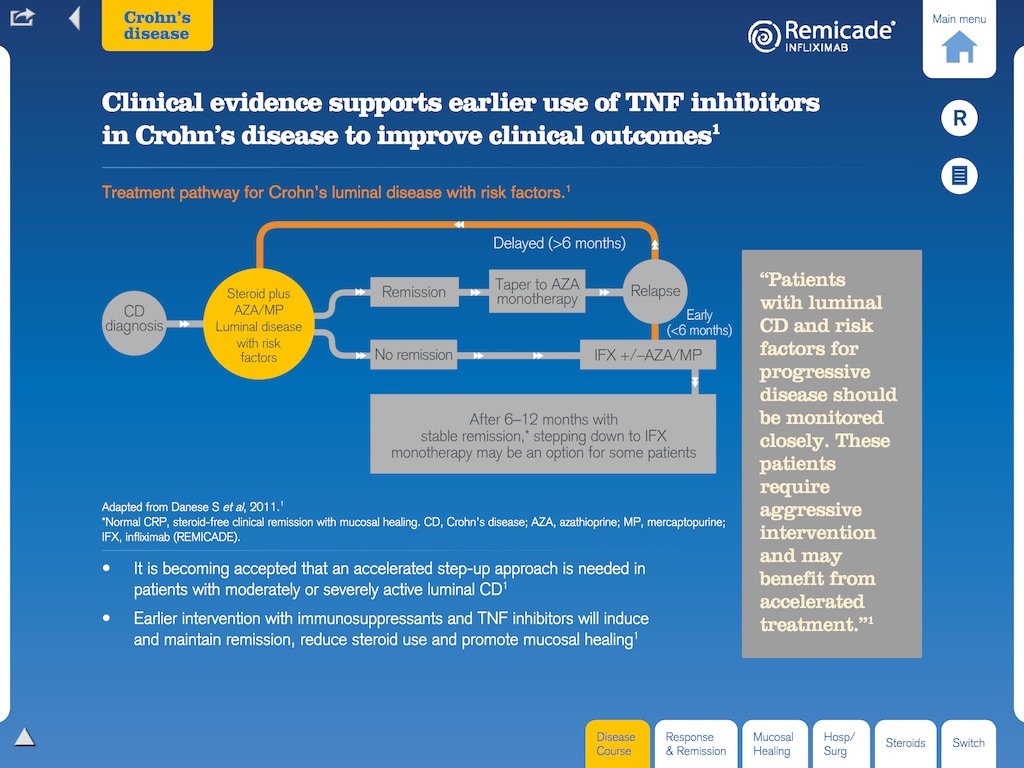 Crohn's
disease
Remicade®
INFLIXIMAB
Main menu
R
Clinical evidence supports earlier use of TNF inhibitors
in Crohn's disease to improve clinical outcomes¹
Treatment pathway for Crohn's luminal disease with risk factors.¹
Delayed (>6 months)
CD
diagnosis
Steroid plus
AZA/MP
Luminal disease
with risk
factors
Remission
Taper to AZA
monotherapy
Relapse
Early
(<6 months)
No remission
IFX +/–AZA/MP
After 6–12 months with
stable remission,* stepping down to IFX
monotherapy may be an option for some patients
"Patients
with luminal
CD and risk
factors for
progressive
disease should
be monitored
closely. These
patients
require
aggressive
intervention
and may
benefit from
accelerated
treatment."¹
Adapted from Danese S et al, 2011.¹
*Normal CRP, steroid-free clinical remission with mucosal healing. CD, Crohn's disease; AZA, azathioprine; MP, mercaptopurine;
IFX, infliximab (REMICADE).
• It is becoming accepted that an accelerated step-up approach is needed in
patients with moderately or severely active luminal CD¹
• Earlier intervention with immunosuppressants and TNF inhibitors will induce
and maintain remission, reduce steroid use and promote mucosal healing¹
Disease
Course
Response
& Remission
Mucosal
Healing
Hosp/
Surg
Steroids
Switch